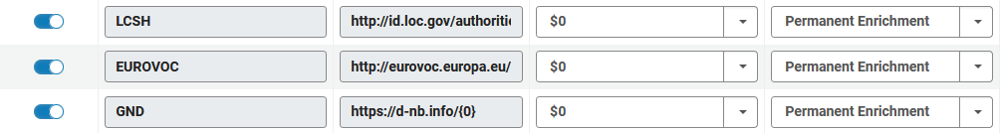 LCSH http://id.loc.gov/authoriti $0 Permanent Enrichment
EUROVOC http://eurovoc.europa.eu/ $0 Permanent Enrichment
GND https://d-nb.info/{0} $0 Permanent Enrichment